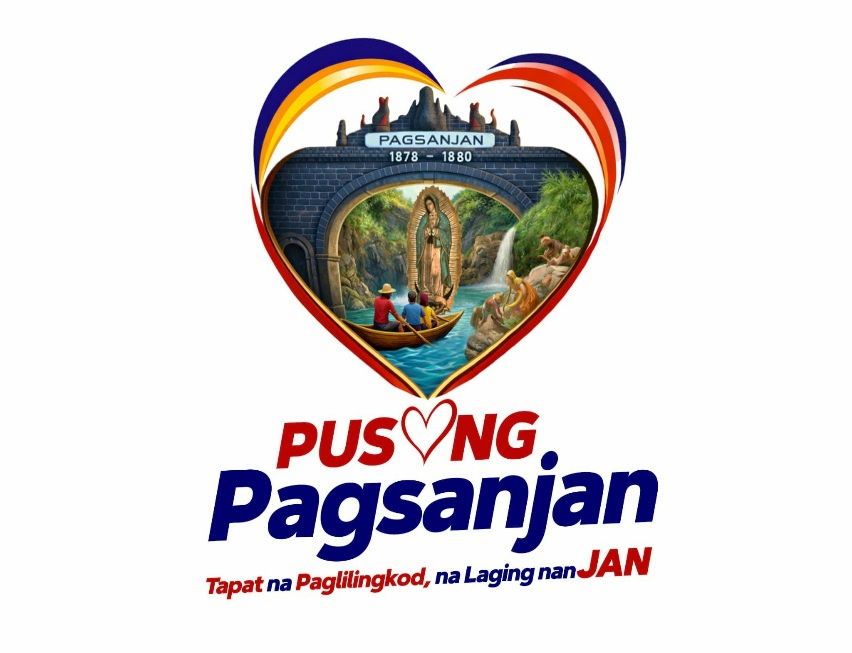 PAGSANJAN
1878 - 1880
PUSONG
Pagsanjan
Tapat na Paglilingkod, na Laging nanJAN